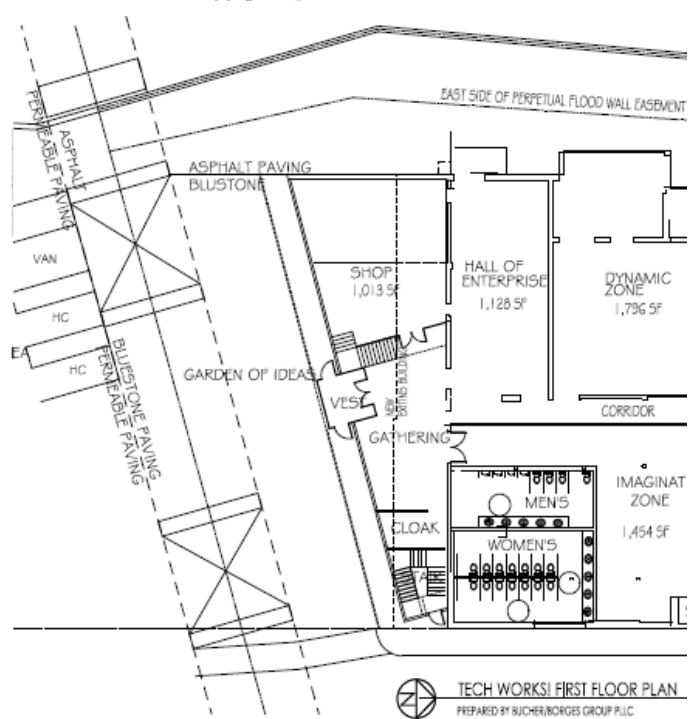 EAST SIDE OF PERPETUAL FLOOD WALL EASEMENT
ASPHALT
PERMEABLE PAVING
ASPHALT PAVING
BLUSTONE
VAN
HC
HC
SHOP
1,013 SF
HALL OF
ENTERPRISE
1,128 SF
DYNAMIC
ZONE
1,796 SF
GARDEN OF IDEAS
BLUESTONE PAVING
PERMEABLE PAVING
VEST
NEW
GATHERING
CORRIDOR
IMAGINAT
ZONE
1,454 SF
MEN'S
CLOAK
WOMEN'S
N
TECH WORKS! FIRST FLOOR PLAN
PREPARED BY BUCHER/BORGES GROUP PLLC